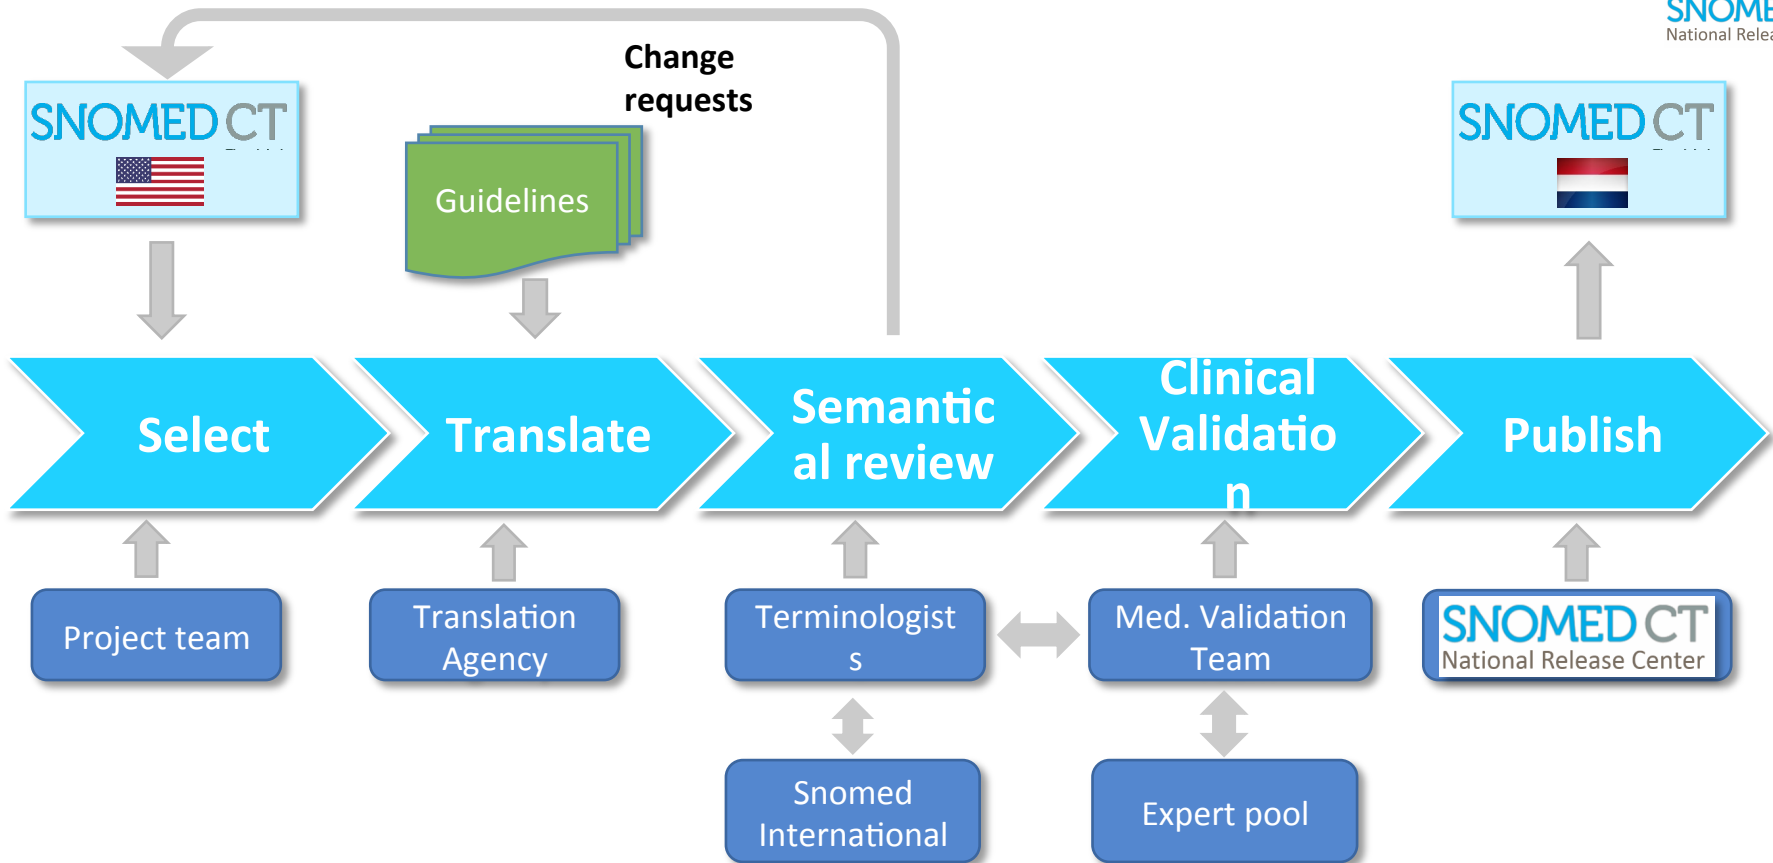 SNOME
National Relea
Change
requests
SNOMED CT
SNOMED CT
Guidelines
Select
Translate
Semantic
al review
Clinical
Validatio
n
Publish
Project team
Translation
Agency
Terminologist
s
Med. Validation
Team
SNOMED CT
National Release Center
Snomed
International
Expert pool